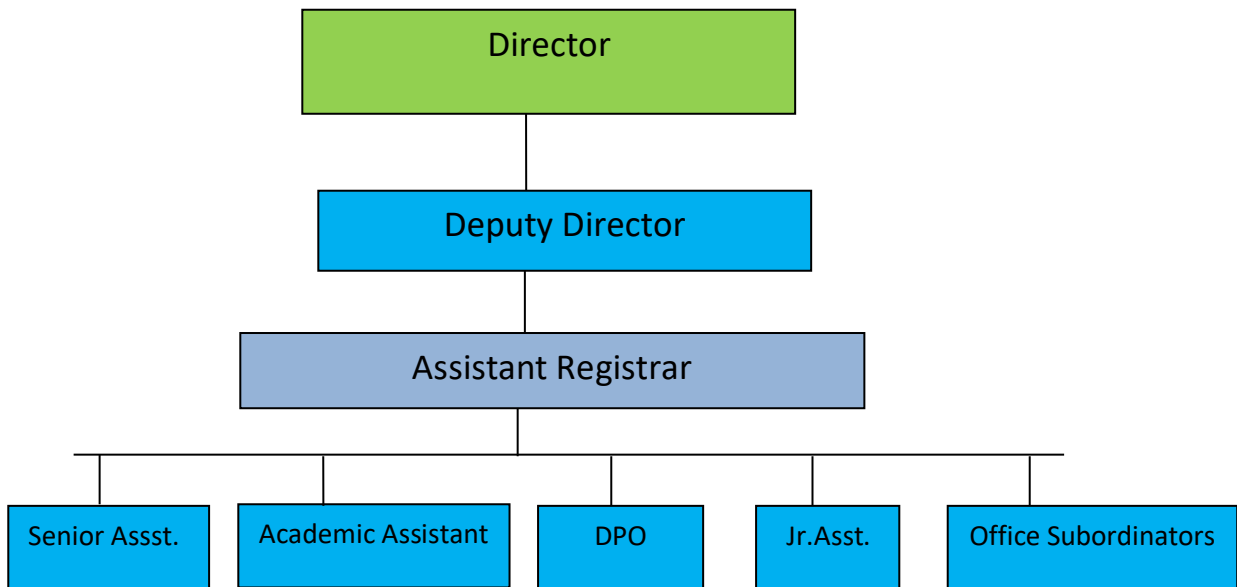 Director
Deputy Director
Assistant Registrar
Senior Assst.
Academic Assistant
DPO
Jr.Asst.
Office Subordinators